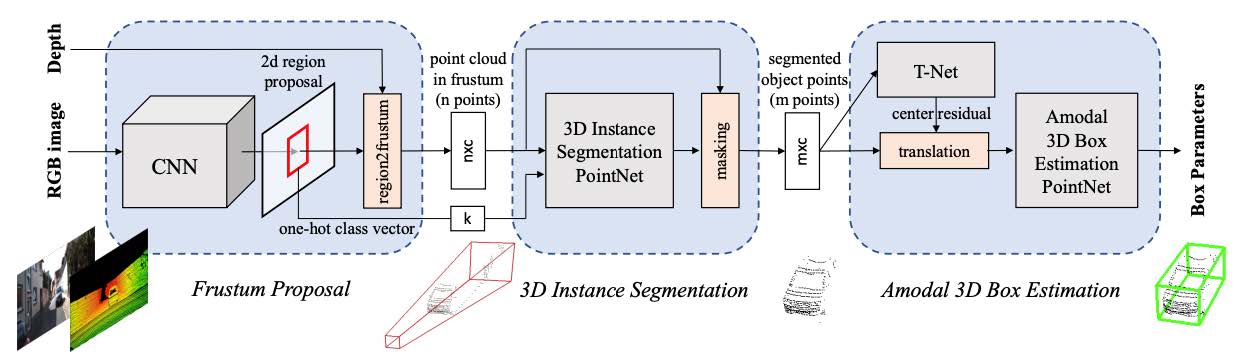 Depth
RGB image
CNN
2d region
proposal
region2frustum
one-hot class vector
point cloud
in frustum
(n points)
nxc
k
3D Instance
Segmentation
PointNet
masking
segmented
object points
(m points)
mxc
T-Net
center residual
translation
Amodal
3D Box
Estimation
PointNet
Box Parameters
Frustum Proposal
3D Instance Segmentation
Amodal 3D Box Estimation